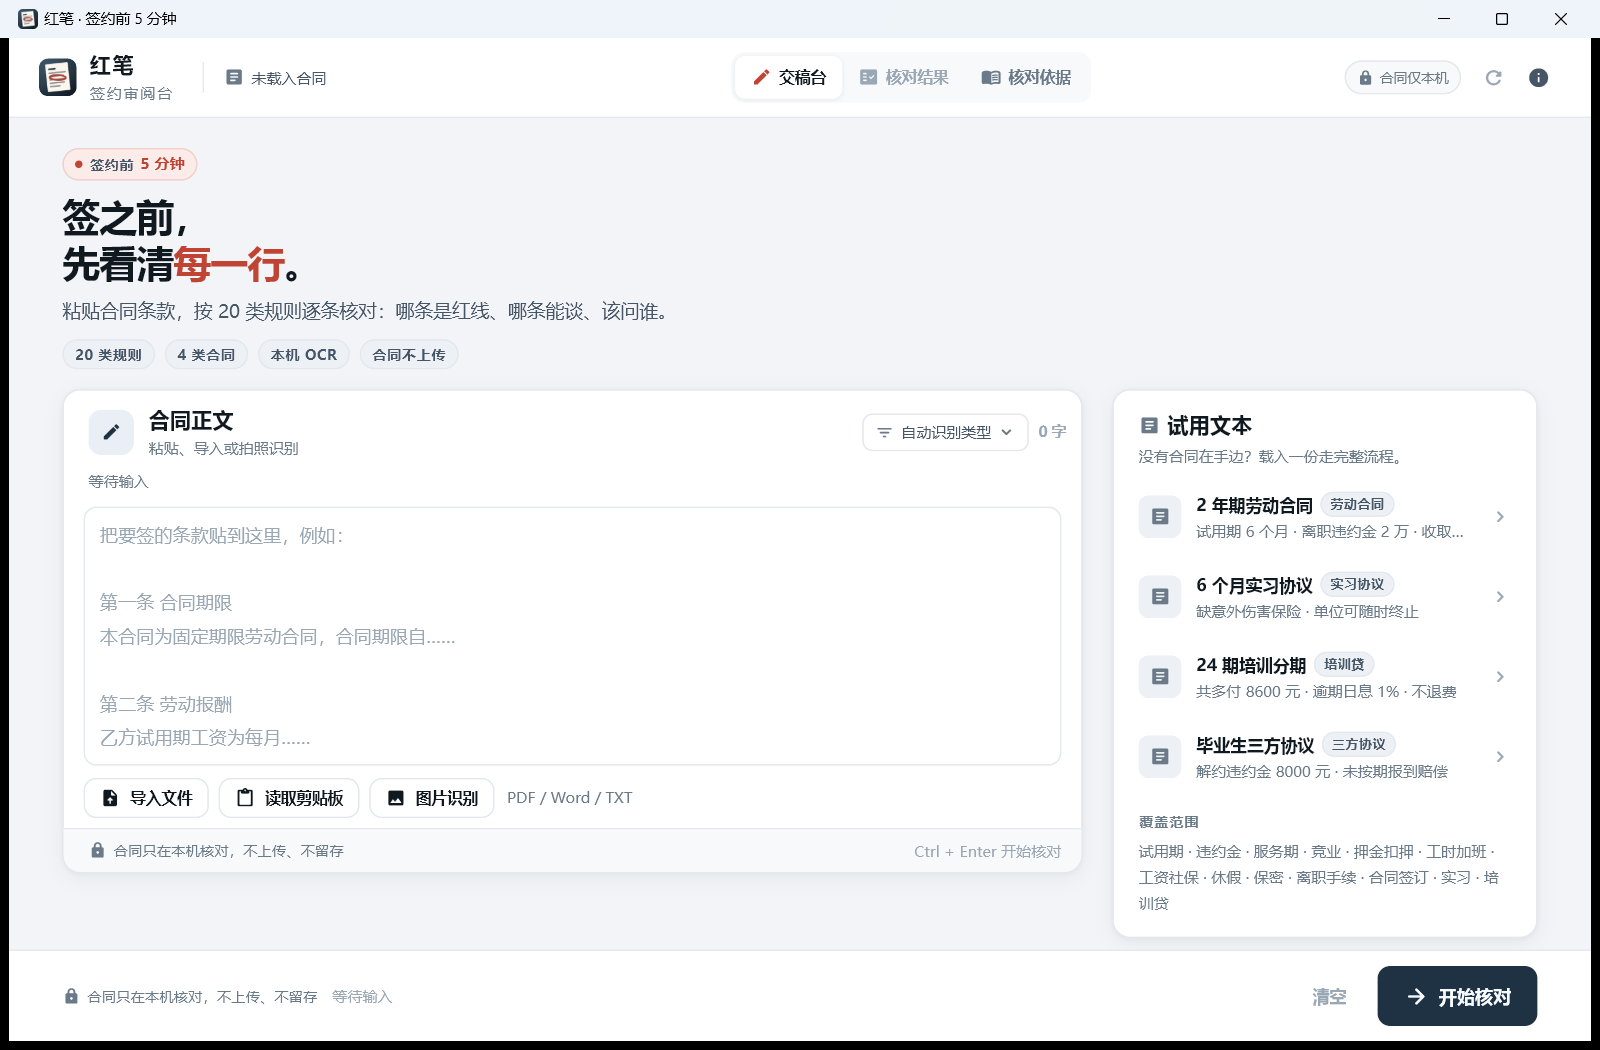 红笔 · 签约前 5 分钟
红笔
签约审阅台
未载入合同
交稿台
核对结果
核对依据
合同仅本机
签约前 5 分钟
签之前，
先看清每一行。
粘贴合同条款，按 20 类规则逐条核对：哪条是红线、哪条能谈、该问谁。
20 类规则
4 类合同
本机 OCR
合同不上传
合同正文
粘贴、导入或拍照识别
自动识别类型
0 字
等待输入
把要签的条款贴到这里，例如：
第一条 合同期限
本合同为固定期限劳动合同，合同期限自……
第二条 劳动报酬
乙方试用期工资为每月……
导入文件
读取剪贴板
图片识别
PDF / Word / TXT
合同只在本机核对，不上传、不留存
Ctrl + Enter 开始核对
试用文本
没有合同在手边？载入一份走完整流程。
2 年期劳动合同
劳动合同
试用期 6 个月 · 离职违约金 2 万 · 收取...
6 个月实习协议
实习协议
缺意外伤害保险 · 单位可随时终止
24 期培训分期
培训贷
共多付 8600 元 · 逾期日息 1% · 不退费
毕业生三方协议
三方协议
解约违约金 8000 元 · 未按期报到赔偿
覆盖范围
试用期 · 违约金 · 服务期 · 竞业 · 押金扣押 · 工时加班 ·
工资社保 · 休假 · 保密 · 离职手续 · 合同签订 · 实习 · 培
训贷
合同只在本机核对，不上传、不留存
等待输入
清空
开始核对